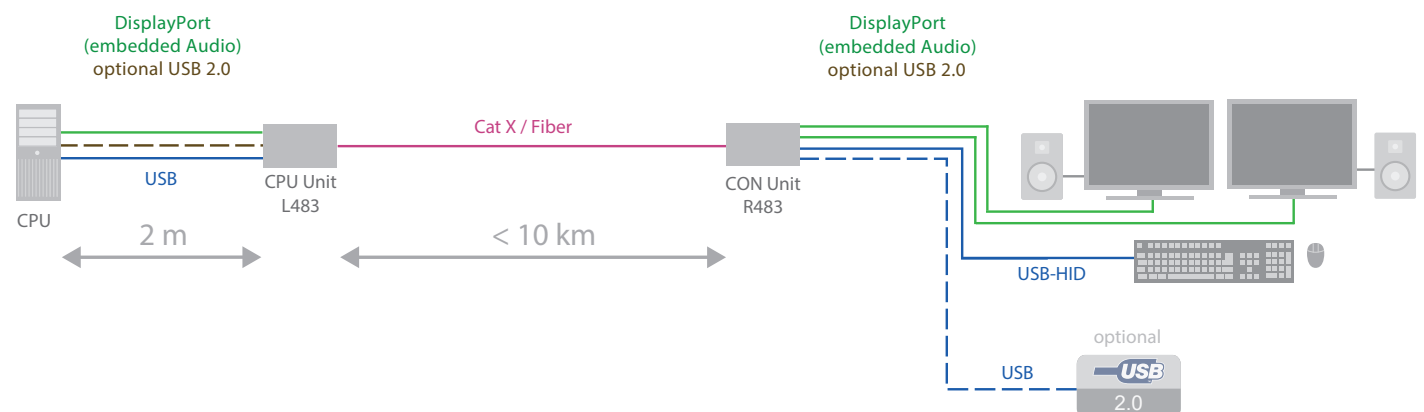 DisplayPort
(embedded Audio)
optional USB 2.0
DisplayPort
(embedded Audio)
optional USB 2.0
Cat X / Fiber
USB
CPU Unit
L483
CON Unit
R483
CPU
2 m
< 10 km
USB-HID
optional
USB
USB
2.0